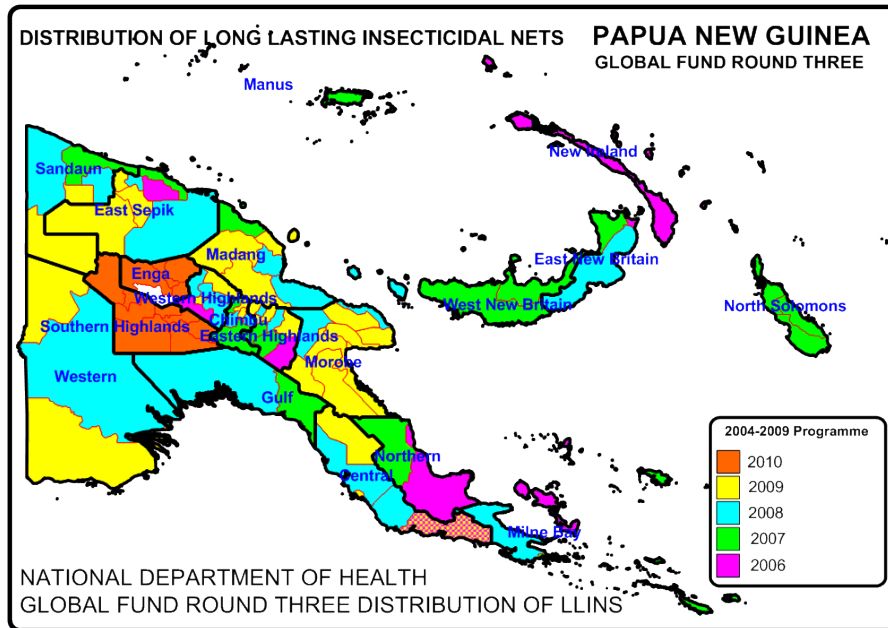 DISTRIBUTION OF LONG LASTING INSECTICIDAL NETS
PAPUA NEW GUINEA
GLOBAL FUND ROUND THREE
Manus
New Ireland
Sandaun
East Sepik
Madang
East New Britain
Enga
Western Highlands
West New Britain
North Solomons
Southern Highlands
Chimbu
Eastern Highlands
Morobe
Western
Gulf
Northern
Central
Milne Bay
2004-2009 Programme
2010
2009
2008
2007
2006
NATIONAL DEPARTMENT OF HEALTH
GLOBAL FUND ROUND THREE DISTRIBUTION OF LLINS